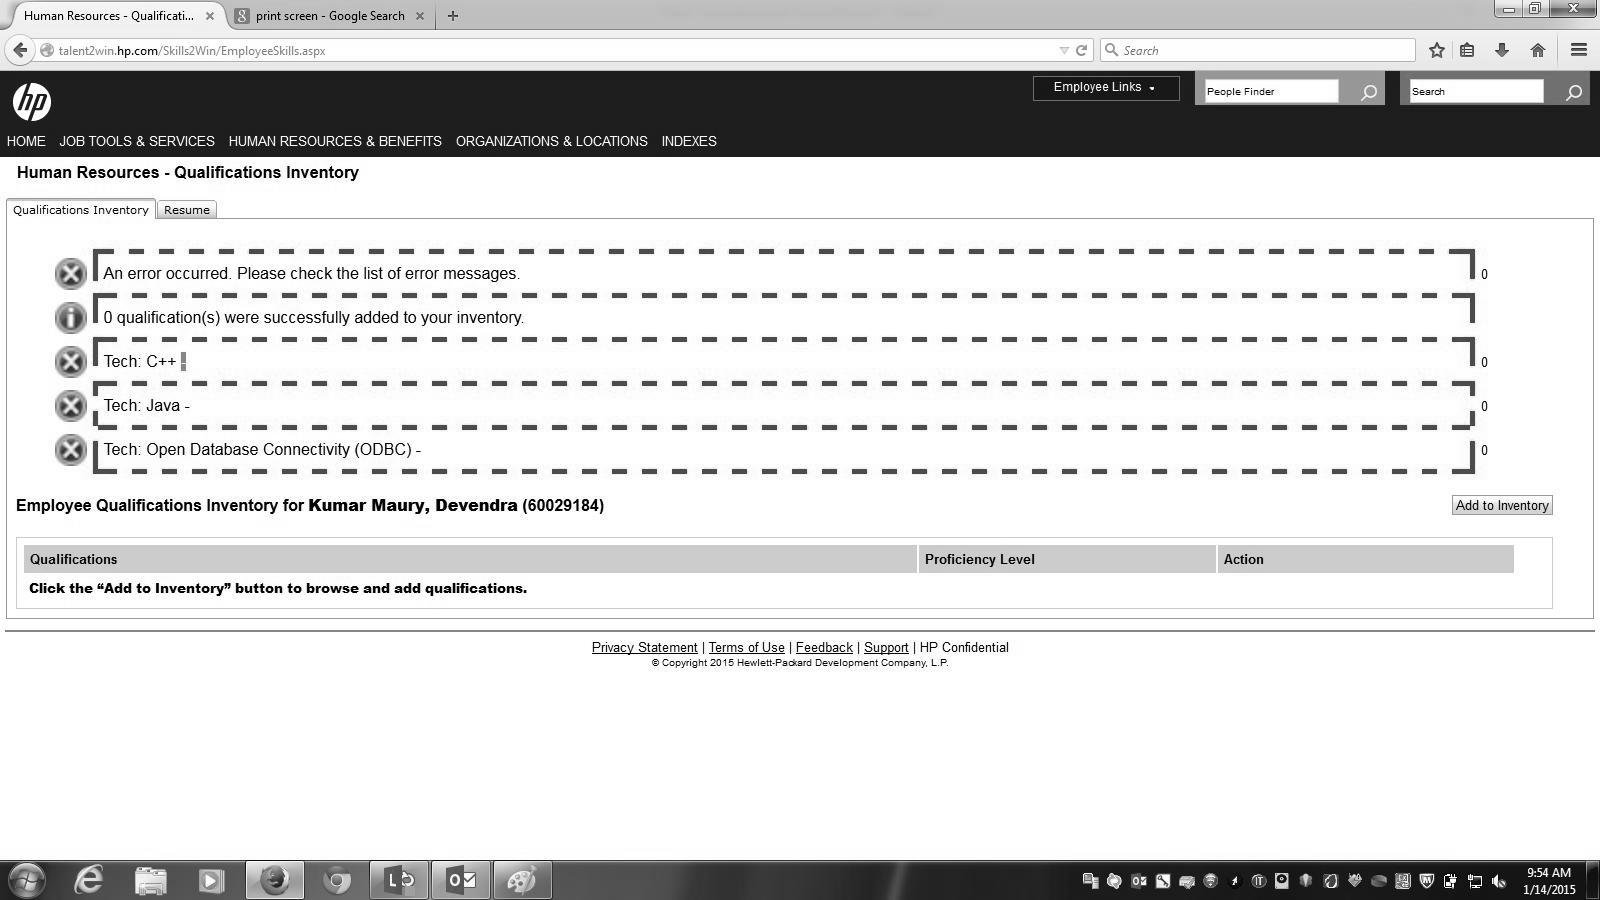 Human Resources - Qualificati...
print screen - Google Search
talent2win.hp.com/Skills2Win/EmployeeSkills.aspx
Search
hp
Employee Links
People Finder
Search
HOME JOB TOOLS & SERVICES HUMAN RESOURCES & BENEFITS ORGANIZATIONS & LOCATIONS INDEXES
Human Resources - Qualifications Inventory
Qualifications Inventory Resume
An error occurred. Please check the list of error messages. 0
0 qualification(s) were successfully added to your inventory.
Tech: C++ - 0
Tech: Java - 0
Tech: Open Database Connectivity (ODBC) - 0
Employee Qualifications Inventory for Kumar Maury, Devendra (60029184) Add to Inventory
Qualifications Proficiency Level Action
Click the “Add to Inventory” button to browse and add qualifications.
Privacy Statement | Terms of Use | Feedback | Support | HP Confidential
© Copyright 2015 Hewlett-Packard Development Company, L.P.
9:54 AM
1/14/2015